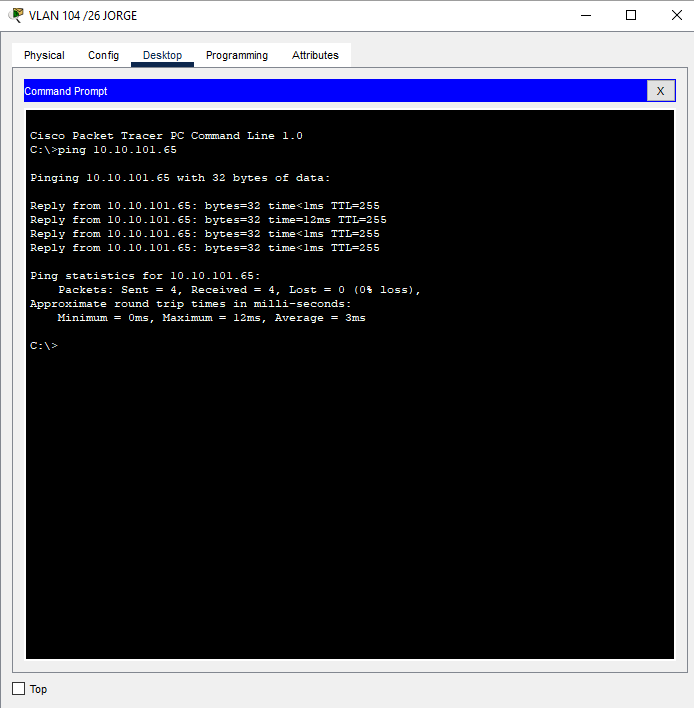 VLAN 104 /26 JORGE
Physical Config Desktop Programming Attributes
Command Prompt X
Cisco Packet Tracer PC Command Line 1.0
C:\>ping 10.10.101.65
Pinging 10.10.101.65 with 32 bytes of data:
Reply from 10.10.101.65: bytes=32 time<1ms TTL=255
Reply from 10.10.101.65: bytes=32 time=12ms TTL=255
Reply from 10.10.101.65: bytes=32 time<1ms TTL=255
Reply from 10.10.101.65: bytes=32 time<1ms TTL=255
Ping statistics for 10.10.101.65:
Packets: Sent = 4, Received = 4, Lost = 0 (0% loss),
Approximate round trip times in milli-seconds:
Minimum = 0ms, Maximum = 12ms, Average = 3ms
C:\>
Top